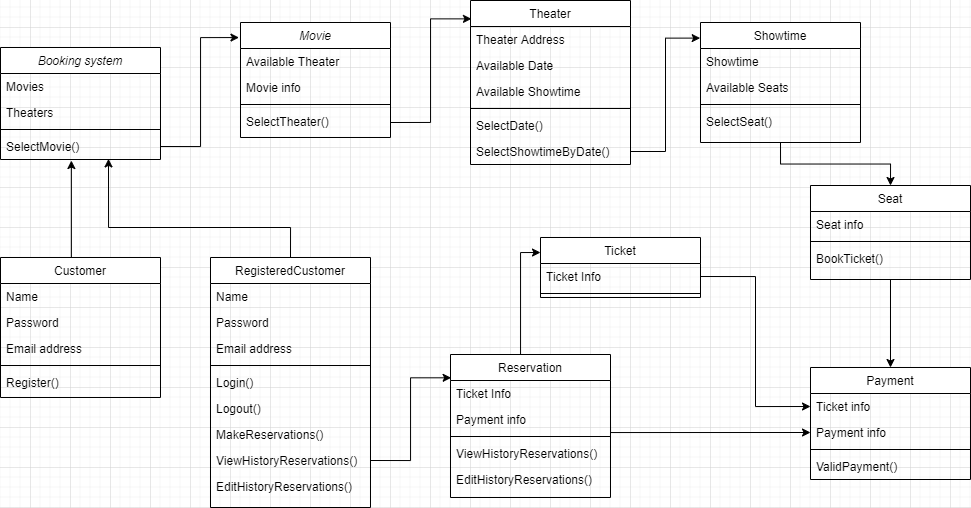 Booking system
Movies
Theaters
SelectMovie()
Movie
Available Theater
Movie info
SelectTheater()
Theater
Theater Address
Available Date
Available Showtime
SelectDate()
SelectShowtimeByDate()
Showtime
Showtime
Available Seats
SelectSeat()
Seat
Seat info
BookTicket()
Customer
Name
Password
Email address
Register()
RegisteredCustomer
Name
Password
Email address
Login()
Logout()
MakeReservations()
ViewHistoryReservations()
EditHistoryReservations()
Ticket
Ticket Info
Reservation
Ticket Info
Payment info
ViewHistoryReservations()
EditHistoryReservations()
Payment
Ticket info
Payment info
ValidPayment()